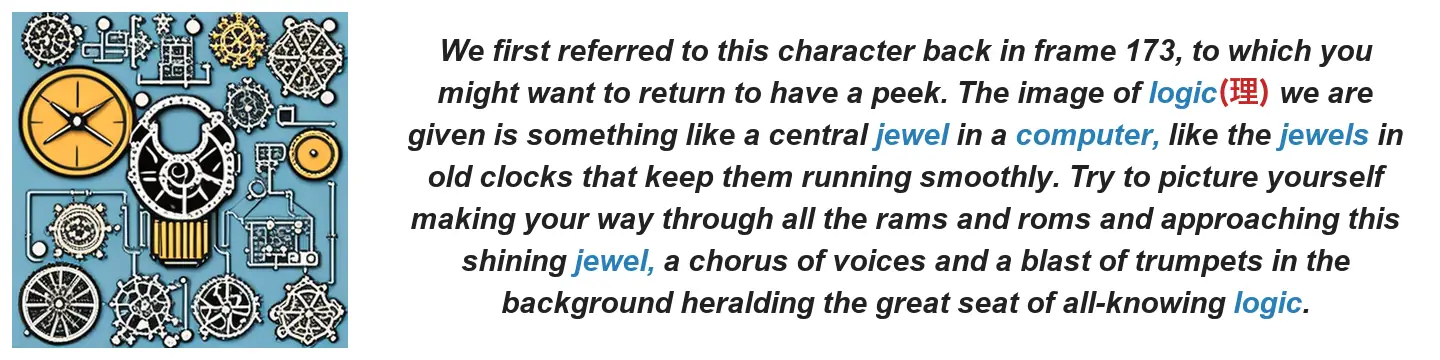 We first referred to this character back in frame 173, to which you
might want to return to have a peek. The image of logic(理) we are
given is something like a central jewel in a computer, like the jewels in
old clocks that keep them running smoothly. Try to picture yourself
making your way through all the rams and roms and approaching this
shining jewel, a chorus of voices and a blast of trumpets in the
background heralding the great seat of all-knowing logic.